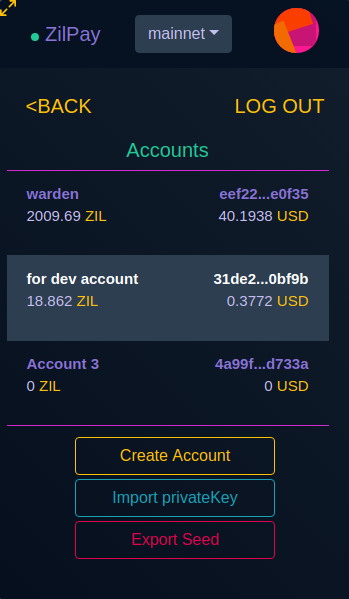 ZilPay mainnet
<BACK LOG OUT
Accounts
warden eef22...e0f35
2009.69 ZIL 40.1938 USD
for dev account 31de2...0bf9b
18.862 ZIL 0.3772 USD
Account 3 4a99f...d733a
0 ZIL 0 USD
Create Account
Import privateKey
Export Seed